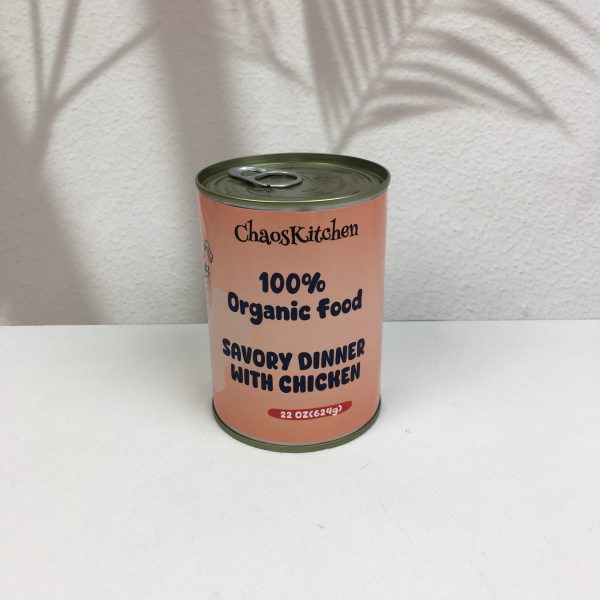 ChaosKitchen
100%
Organic Food
SAVORY DINNER
WITH CHICKEN
22 OZ(624g)